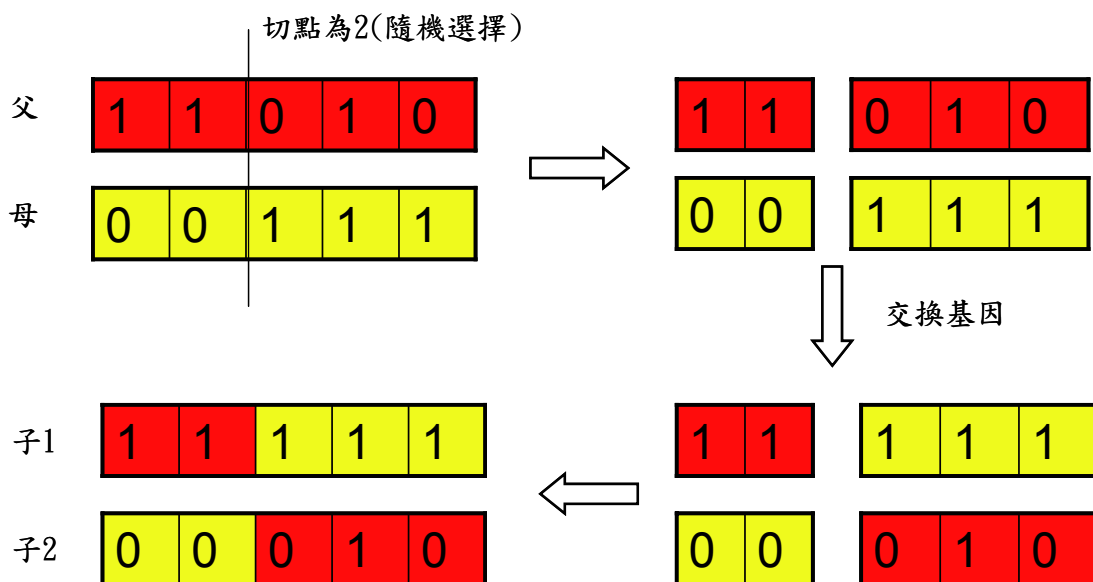 切點為2(隨機選擇)
父 1 1 0 1 0 1 1 0 1 0
母 0 0 1 1 1 0 0 1 1 1
交換基因
子1 1 1 1 1 1 1 1 1 1 1
子2 0 0 0 1 0 0 0 0 1 0